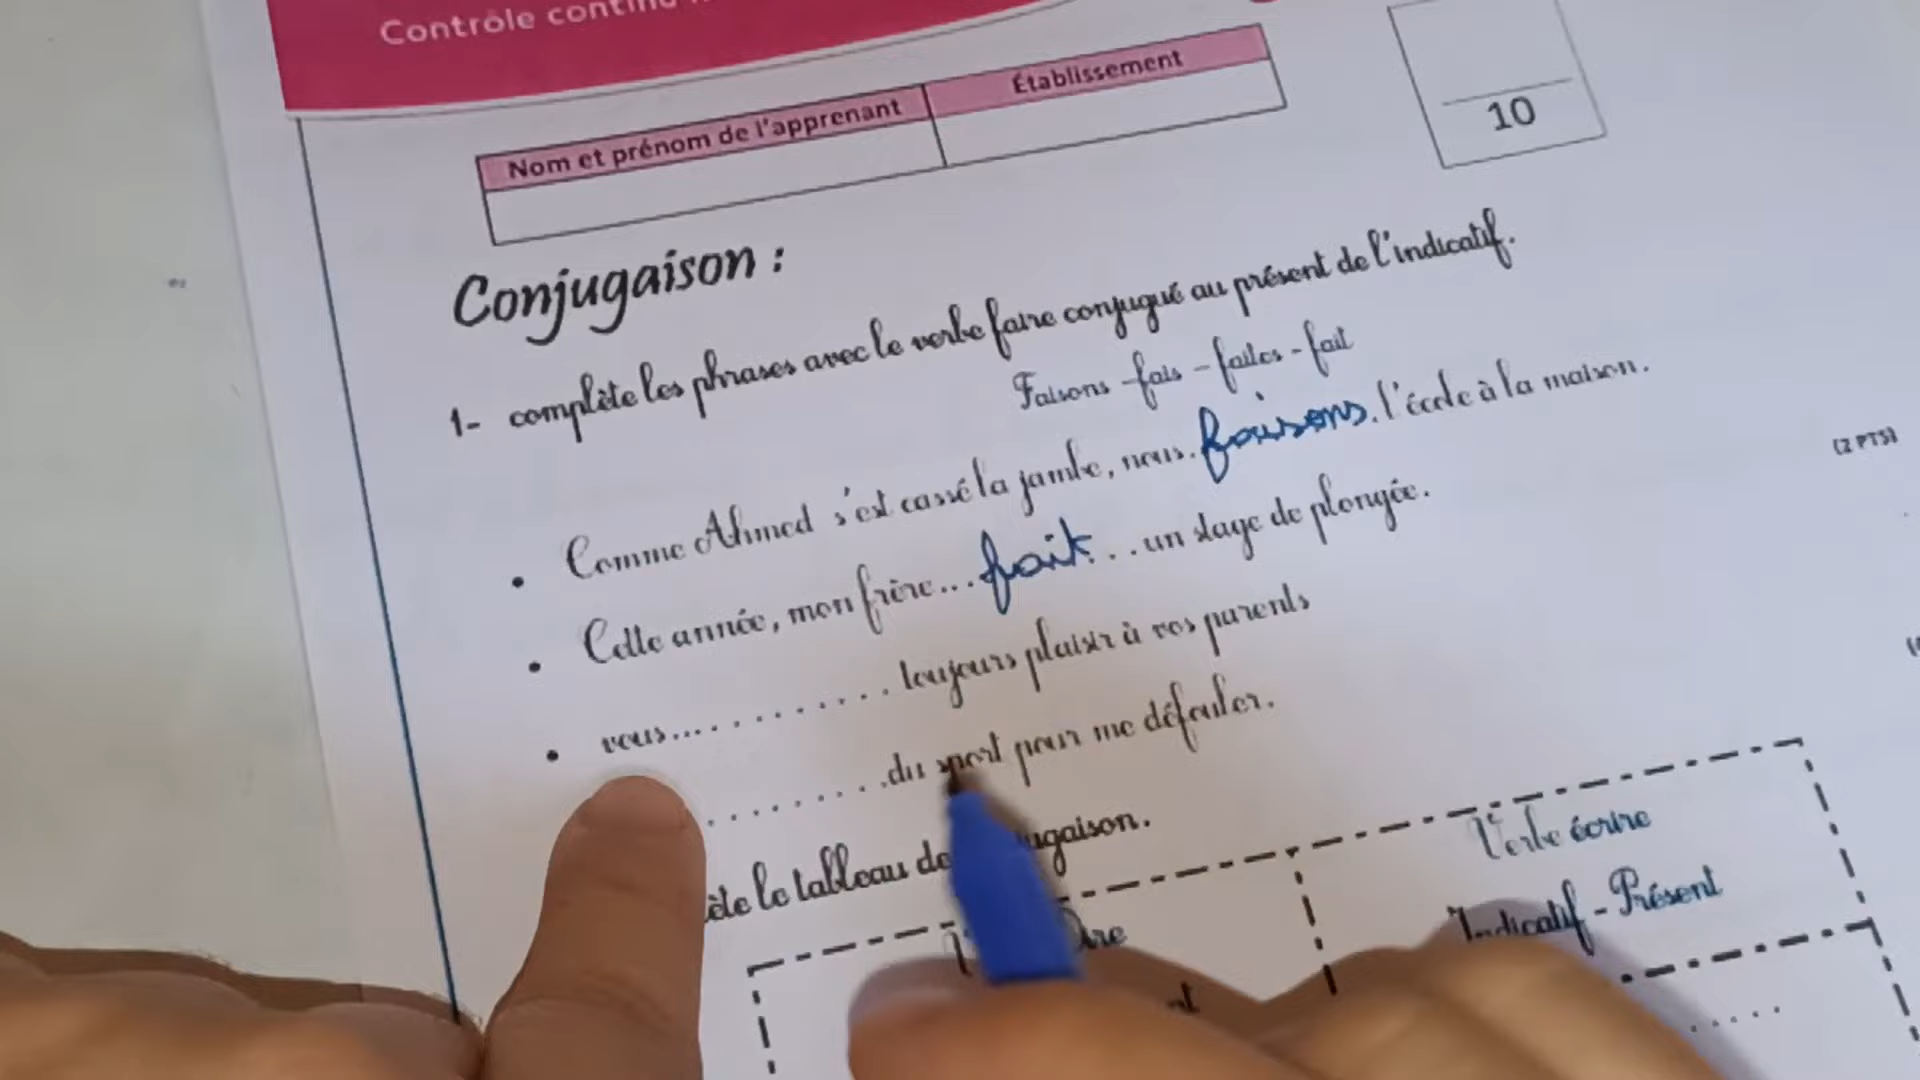 Contrôle continu
Nom et prénom de l'apprenant
Établissement
10
Conjugaison :
1- complète les phrases avec le verbe faire conjugué au présent de l'indicatif.
Faisons -fais - faites - fait
(2 PTS)
Comme Ahmed s'est cassé la jambe, nous. faisons. l'école à la maison.
Cette année, mon frère... fait... un stage de plongée.
vous............. toujours plaisir à vos parents
..........du sport pour me défouler.
le tableau de
Verbe écrire
Indicatif - Présent